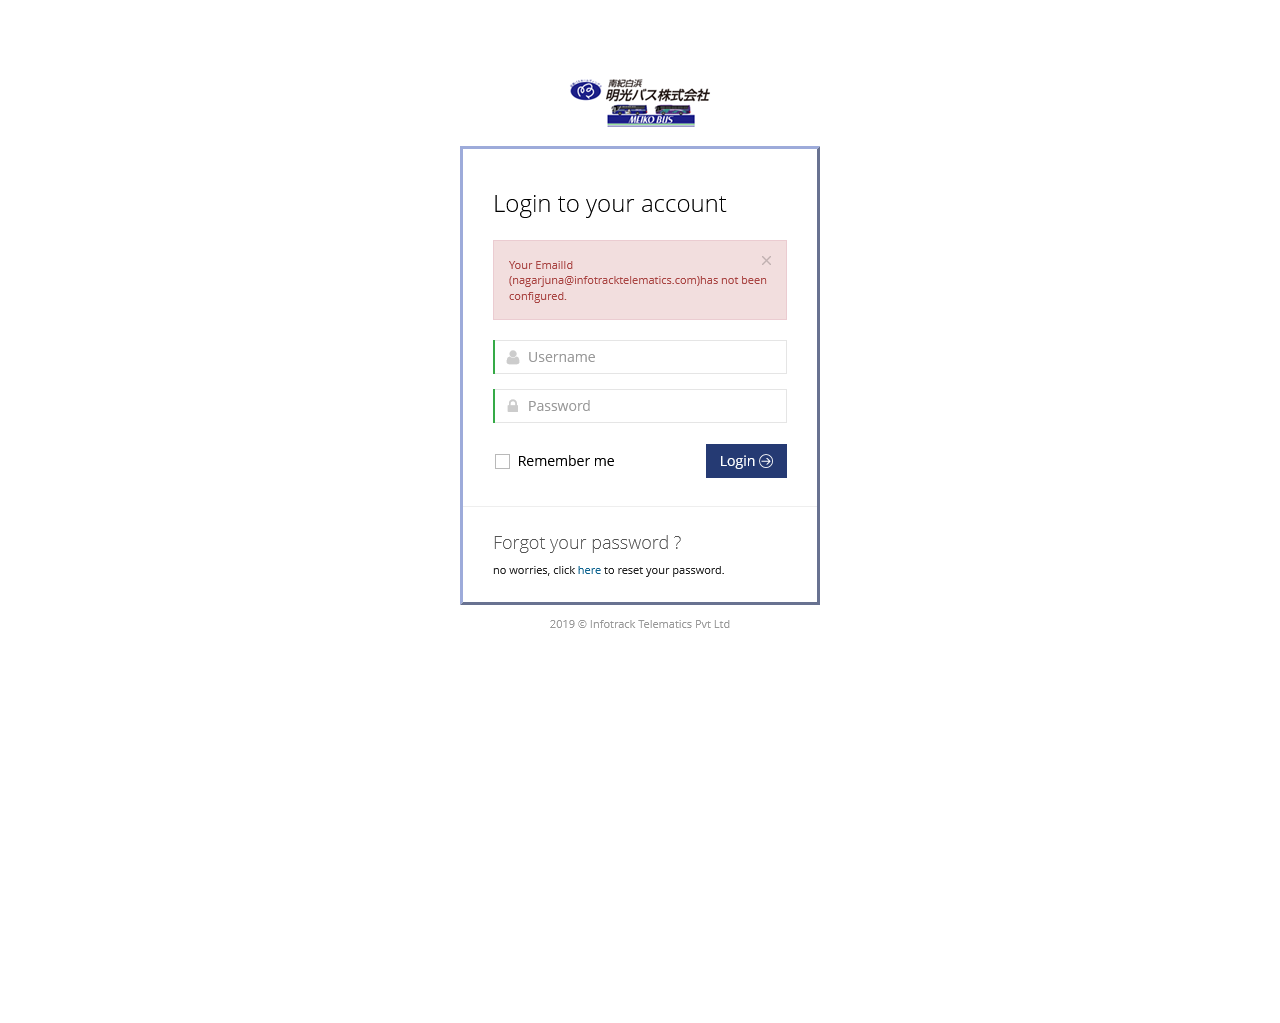 南紀白浜
明光バス株式会社
MEIKO BUS
Login to your account
Your EmailId
(nagarjuna@infotracktelematics.com)has not been
configured.
Username
Password
Remember me
Login
Forgot your password ?
no worries, click here to reset your password.
2019 © Infotrack Telematics Pvt Ltd